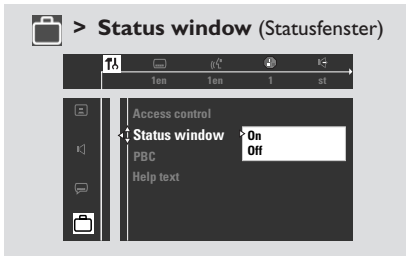 > Status window (Statusfenster)
1en 1en 1 st
Access control
Status window On
Off
PBC
Help text